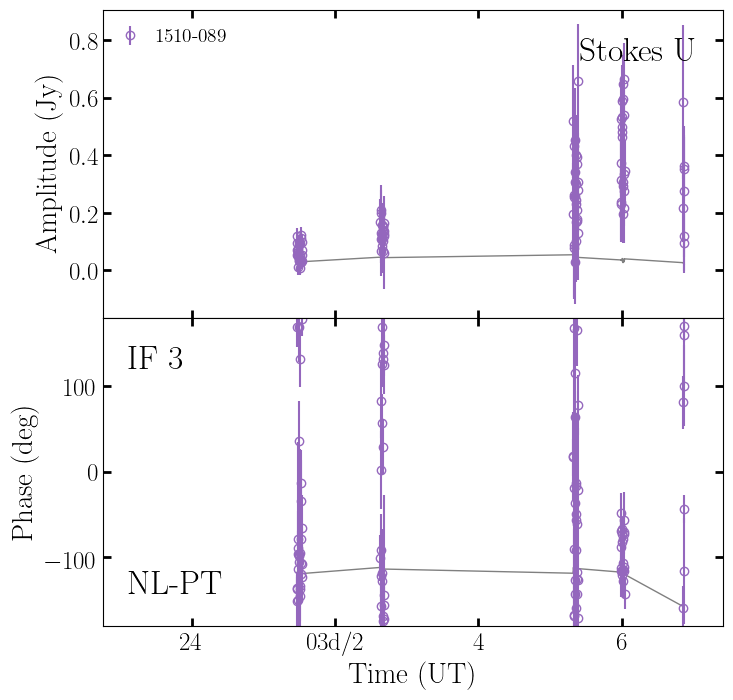 1510-089
Stokes U
0.8
0.6
0.4
0.2
0.0
Amplitude (Jy)
IF 3
100
0
−100
Phase (deg)
NL-PT
24
03d/2
4
6
Time (UT)